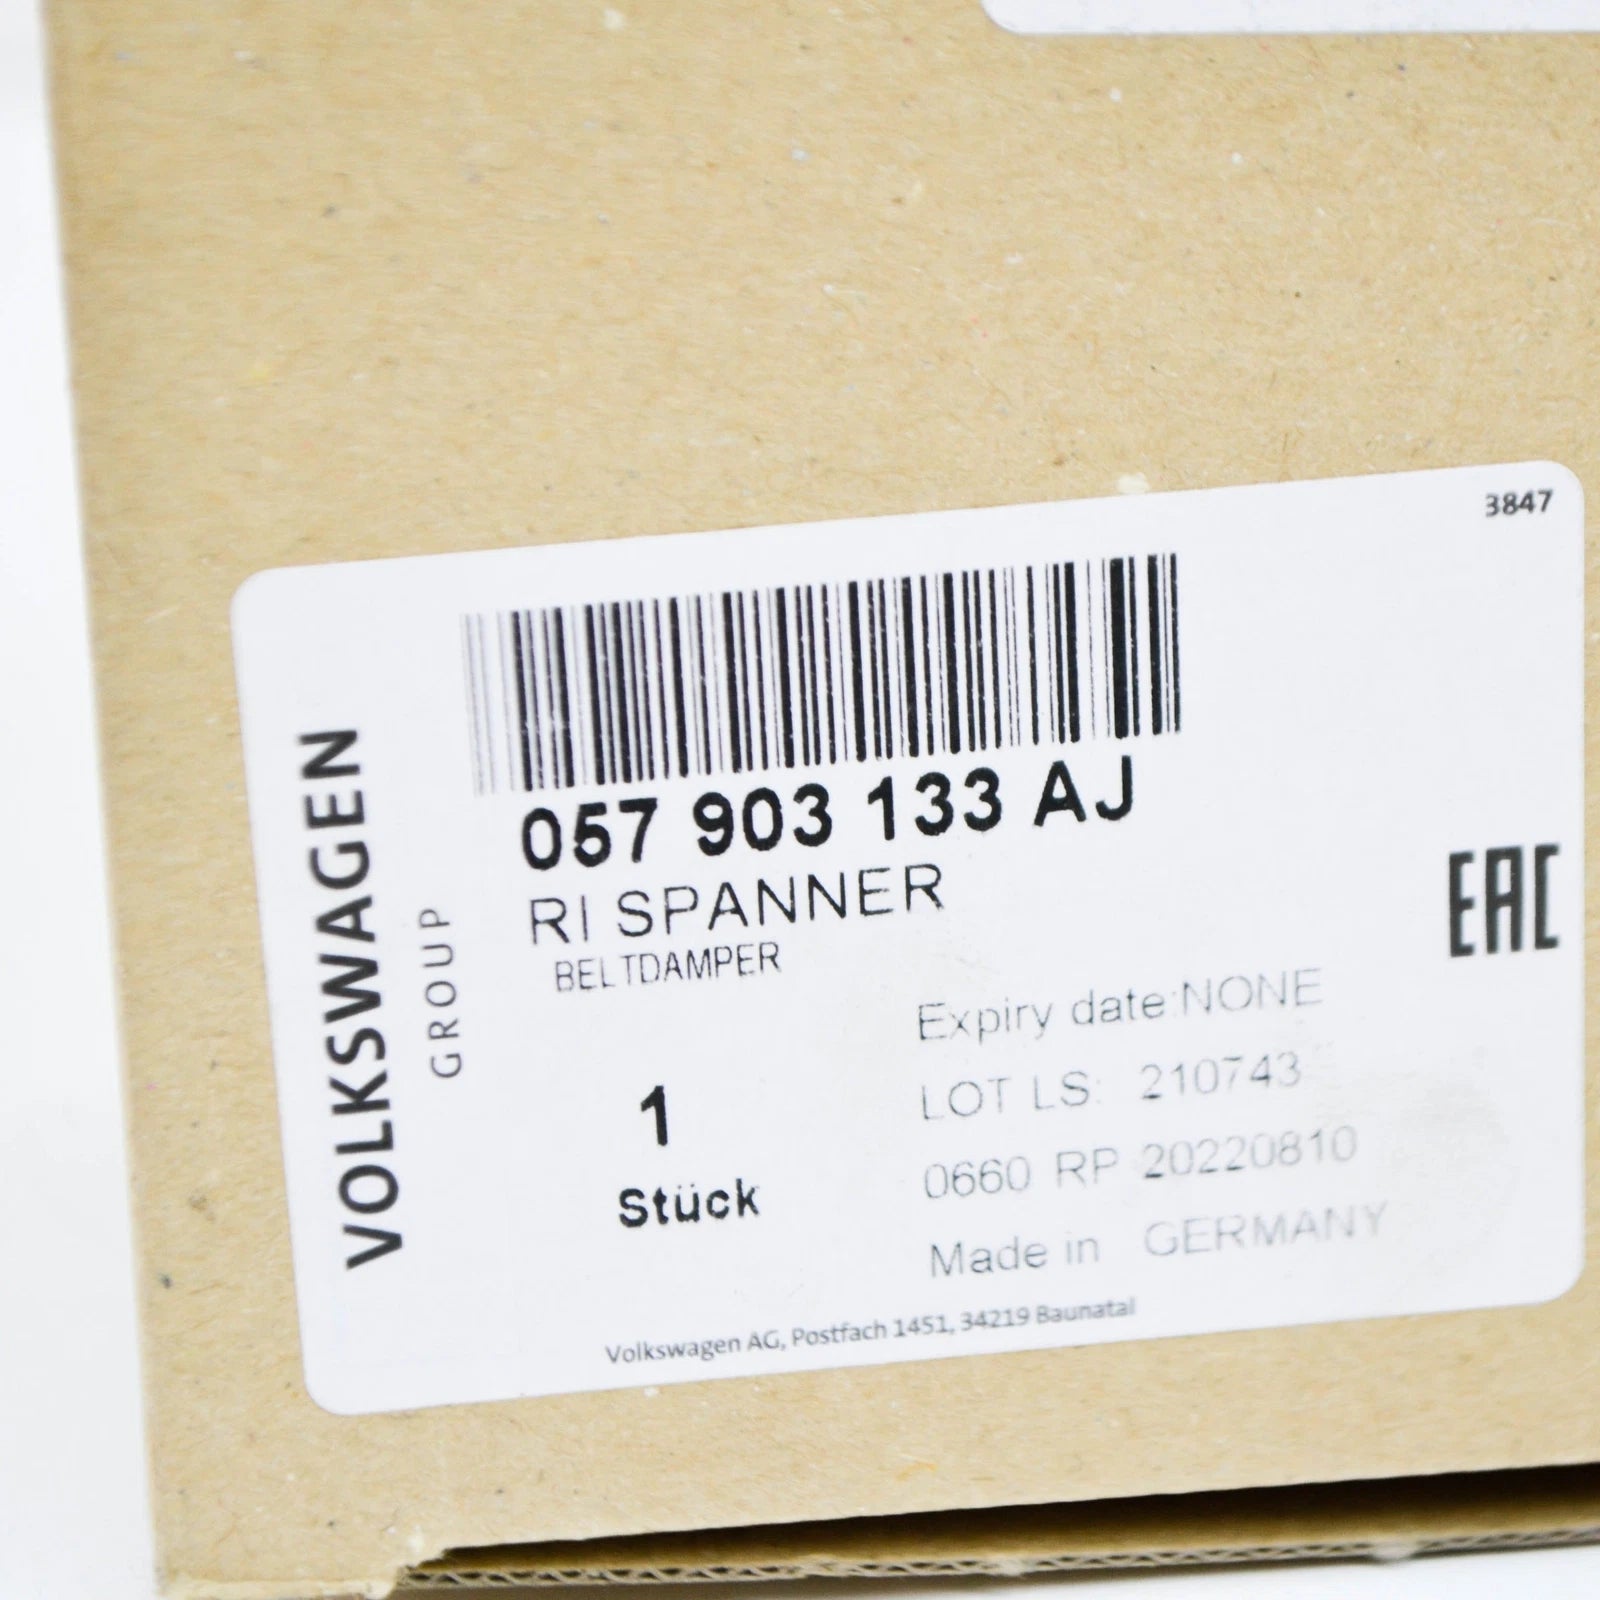 3847
VOLKSWAGEN
GROUP
057 903 133 AJ
RI SPANNER
BELTDAMPER
EAC
Expiry date:NONE
LOT LS: 210743
1
Stück
0660 RP 20220810
Made in GERMANY
Volkswagen AG, Postfach 1451, 34219 Baunatal